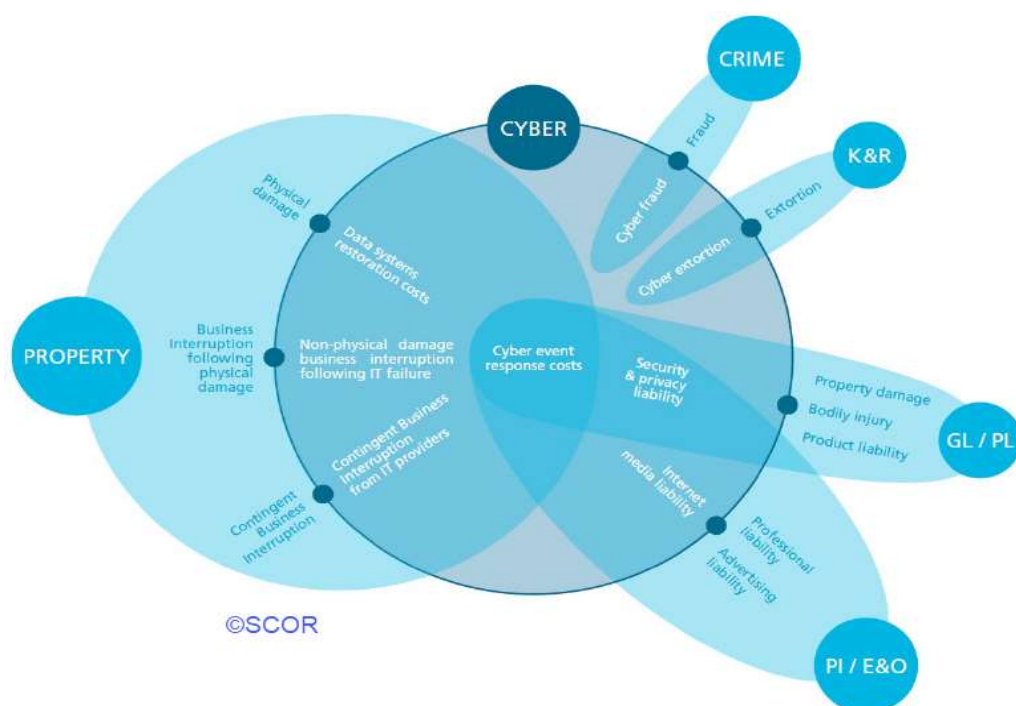 CRIME
CYBER
Fraud
K&R
Cyber fraud
Extortion
Cyber extortion
Physical
damage
Data systems
restoration costs
PROPERTY
Business
Interruption
following
physical
damage
Non-physical damage
business interruption
following IT failure
Cyber event
response costs
Security
& privacy
liability
Property damage
Bodily injury
Product liability
GL / PL
Contingent Business
Interruption
from IT providers
Internet
media liability
Contingent
Business
Interruption
Professional
liability
Advertising
liability
©SCOR
PI / E&O